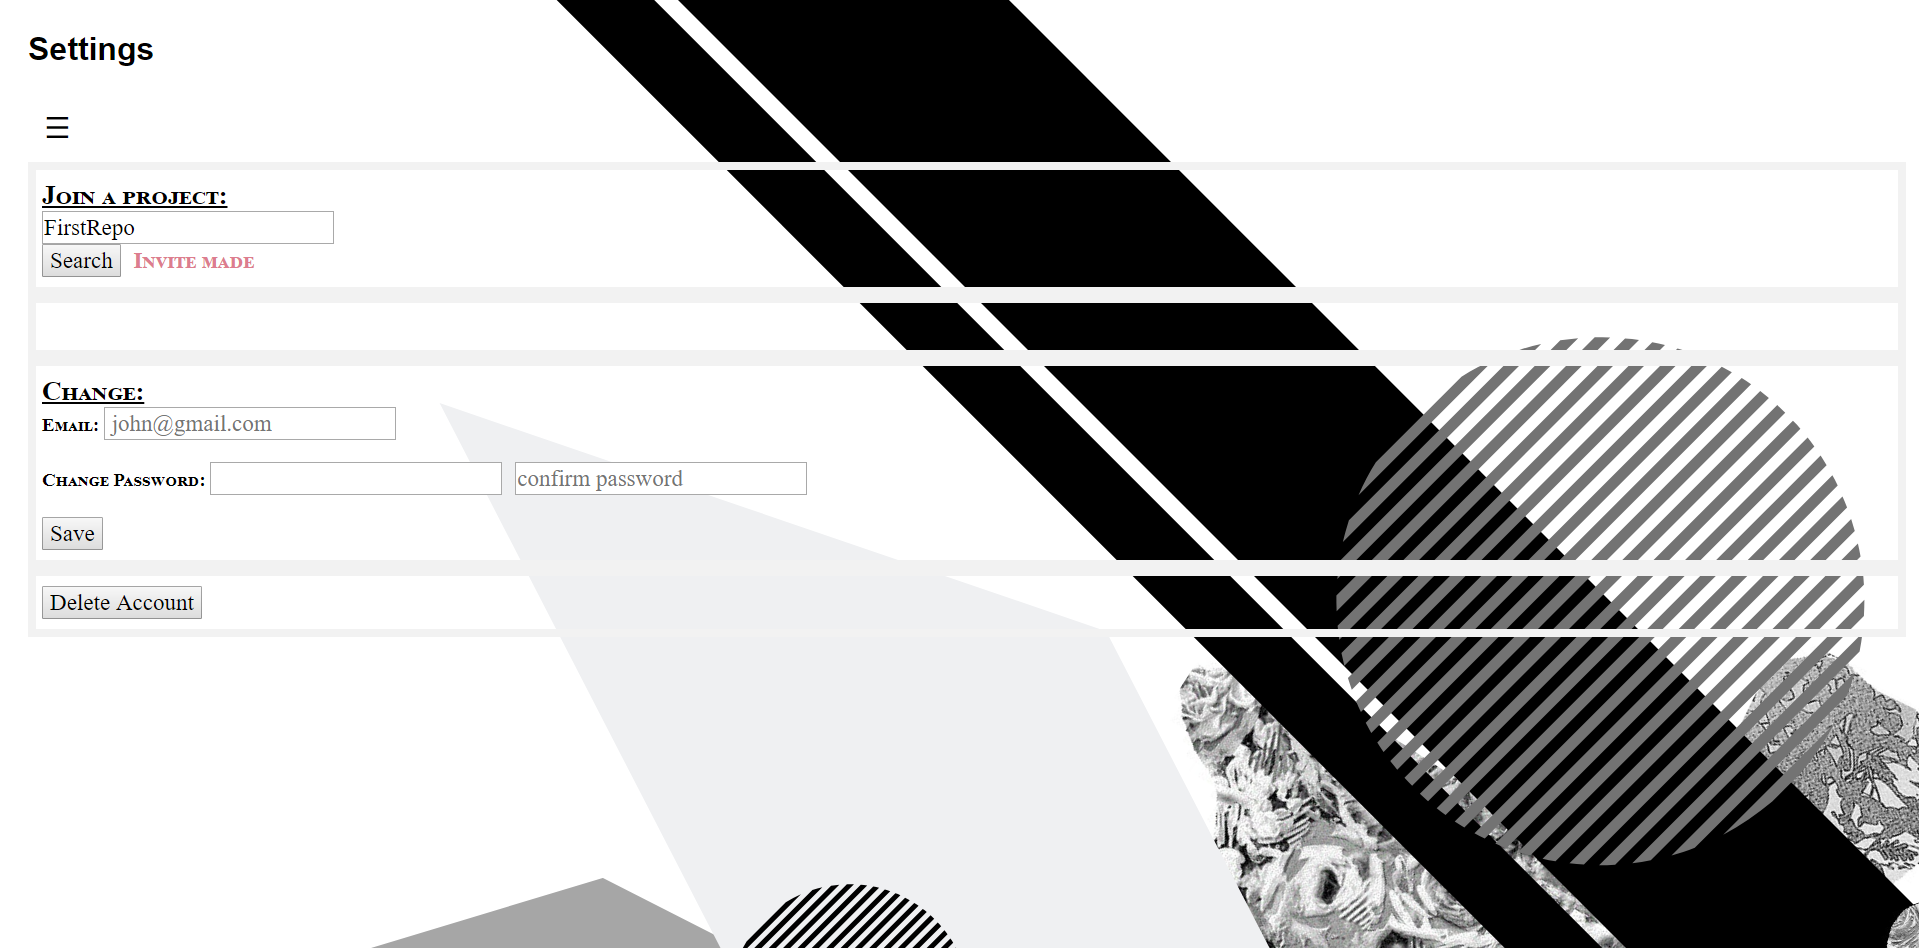 Settings
☰
Join a project:
FirstRepo
Search Invite made
Change:
Email: john@gmail.com
Change Password: confirm password
Save
Delete Account